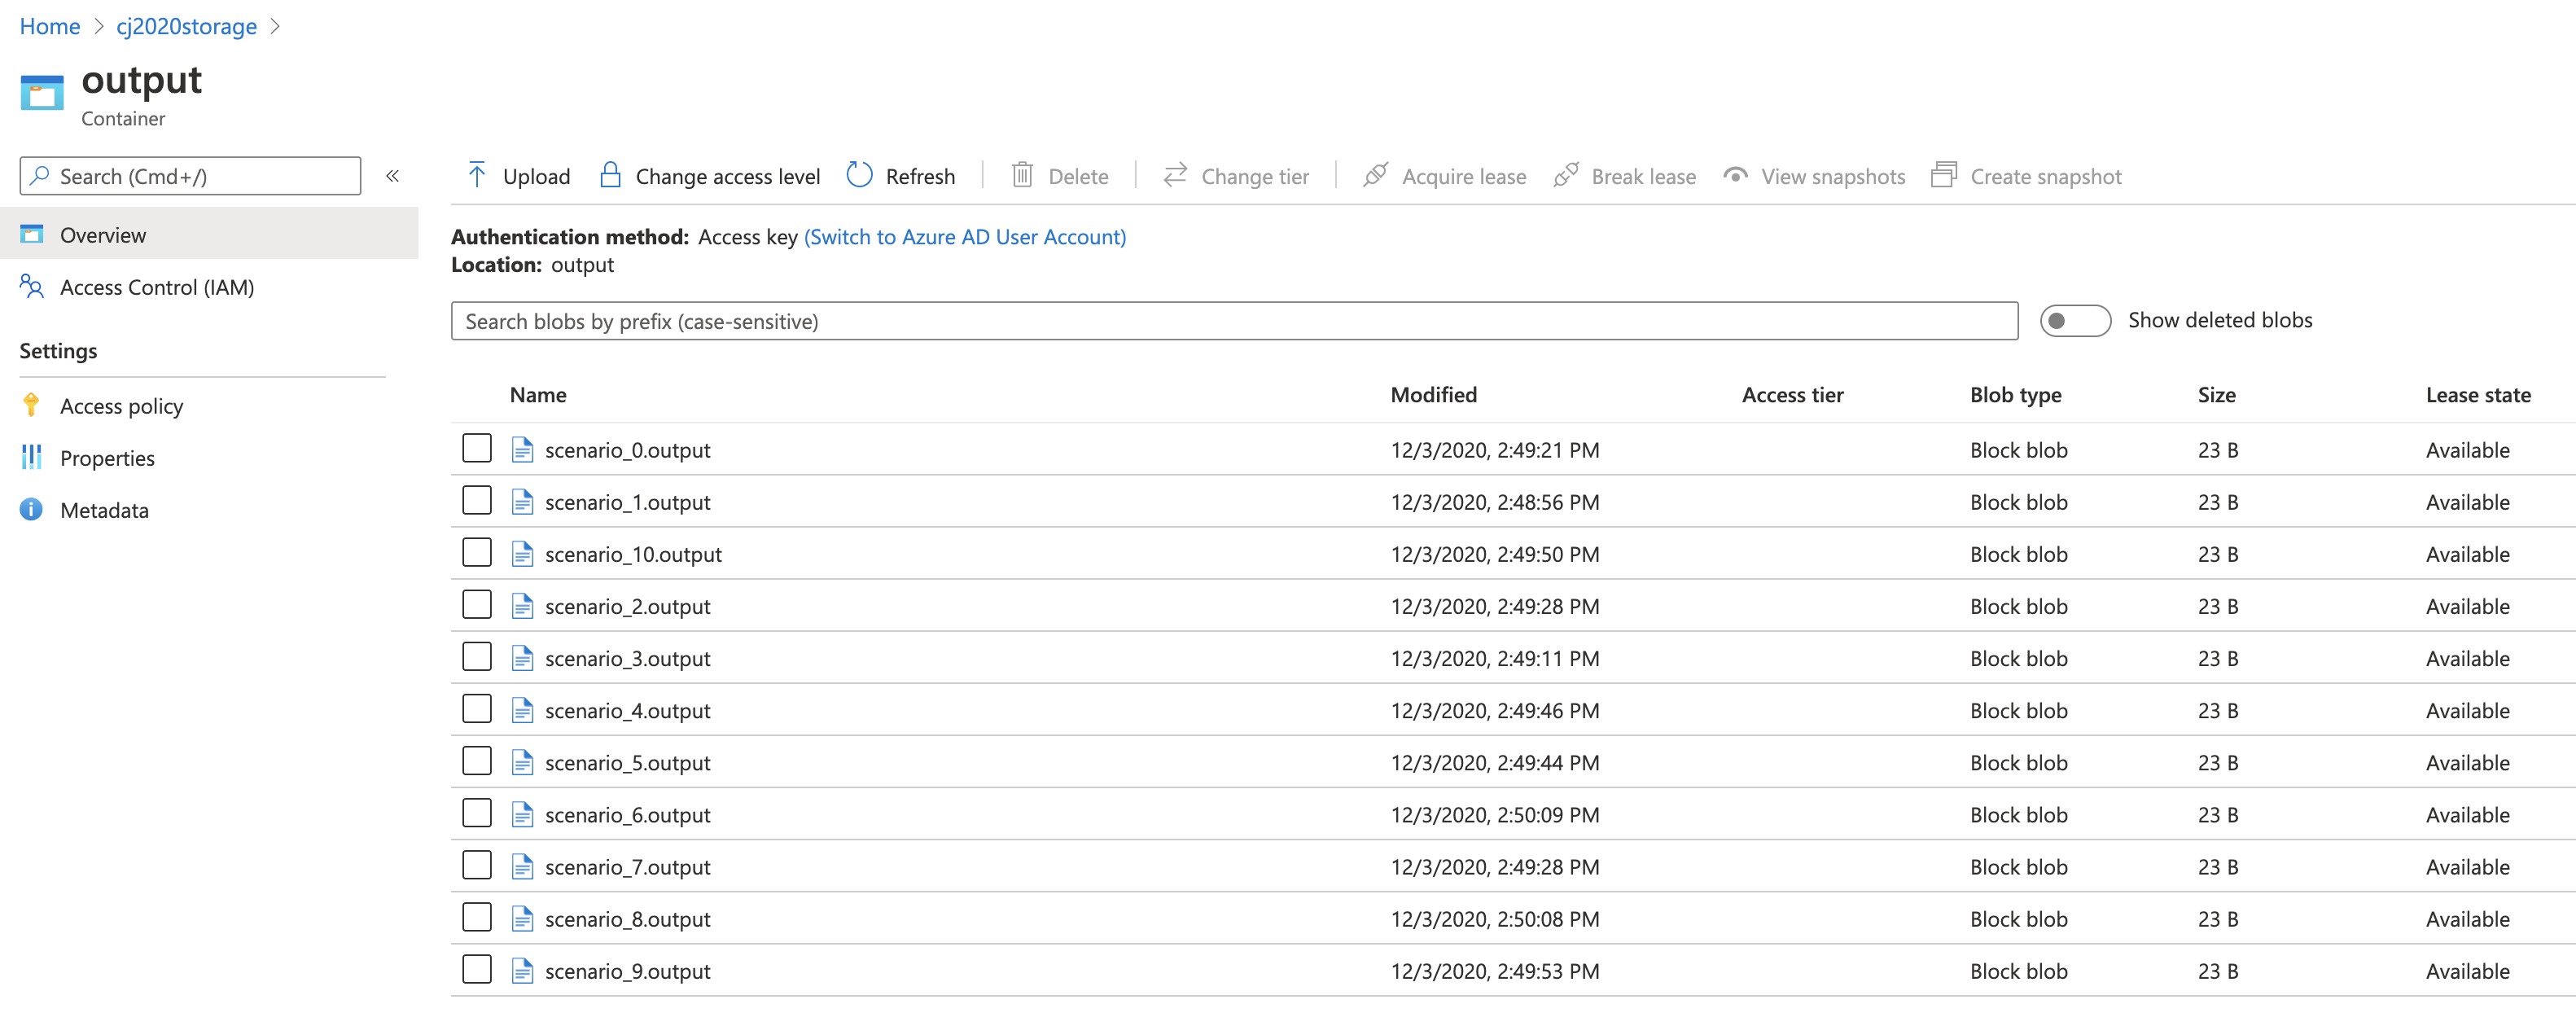 Home > cj2020storage >
output
Container
Search (Cmd+/) «
Overview
Access Control (IAM)
Settings
Access policy
Properties
Metadata
Upload Change access level Refresh Delete Change tier Acquire lease Break lease View snapshots Create snapshot
Authentication method: Access key (Switch to Azure AD User Account)
Location: output
Search blobs by prefix (case-sensitive) Show deleted blobs
Name Modified Access tier Blob type Size Lease state
scenario_0.output 12/3/2020, 2:49:21 PM Block blob 23 B Available
scenario_1.output 12/3/2020, 2:48:56 PM Block blob 23 B Available
scenario_10.output 12/3/2020, 2:49:50 PM Block blob 23 B Available
scenario_2.output 12/3/2020, 2:49:28 PM Block blob 23 B Available
scenario_3.output 12/3/2020, 2:49:11 PM Block blob 23 B Available
scenario_4.output 12/3/2020, 2:49:46 PM Block blob 23 B Available
scenario_5.output 12/3/2020, 2:49:44 PM Block blob 23 B Available
scenario_6.output 12/3/2020, 2:50:09 PM Block blob 23 B Available
scenario_7.output 12/3/2020, 2:49:28 PM Block blob 23 B Available
scenario_8.output 12/3/2020, 2:50:08 PM Block blob 23 B Available
scenario_9.output 12/3/2020, 2:49:53 PM Block blob 23 B Available